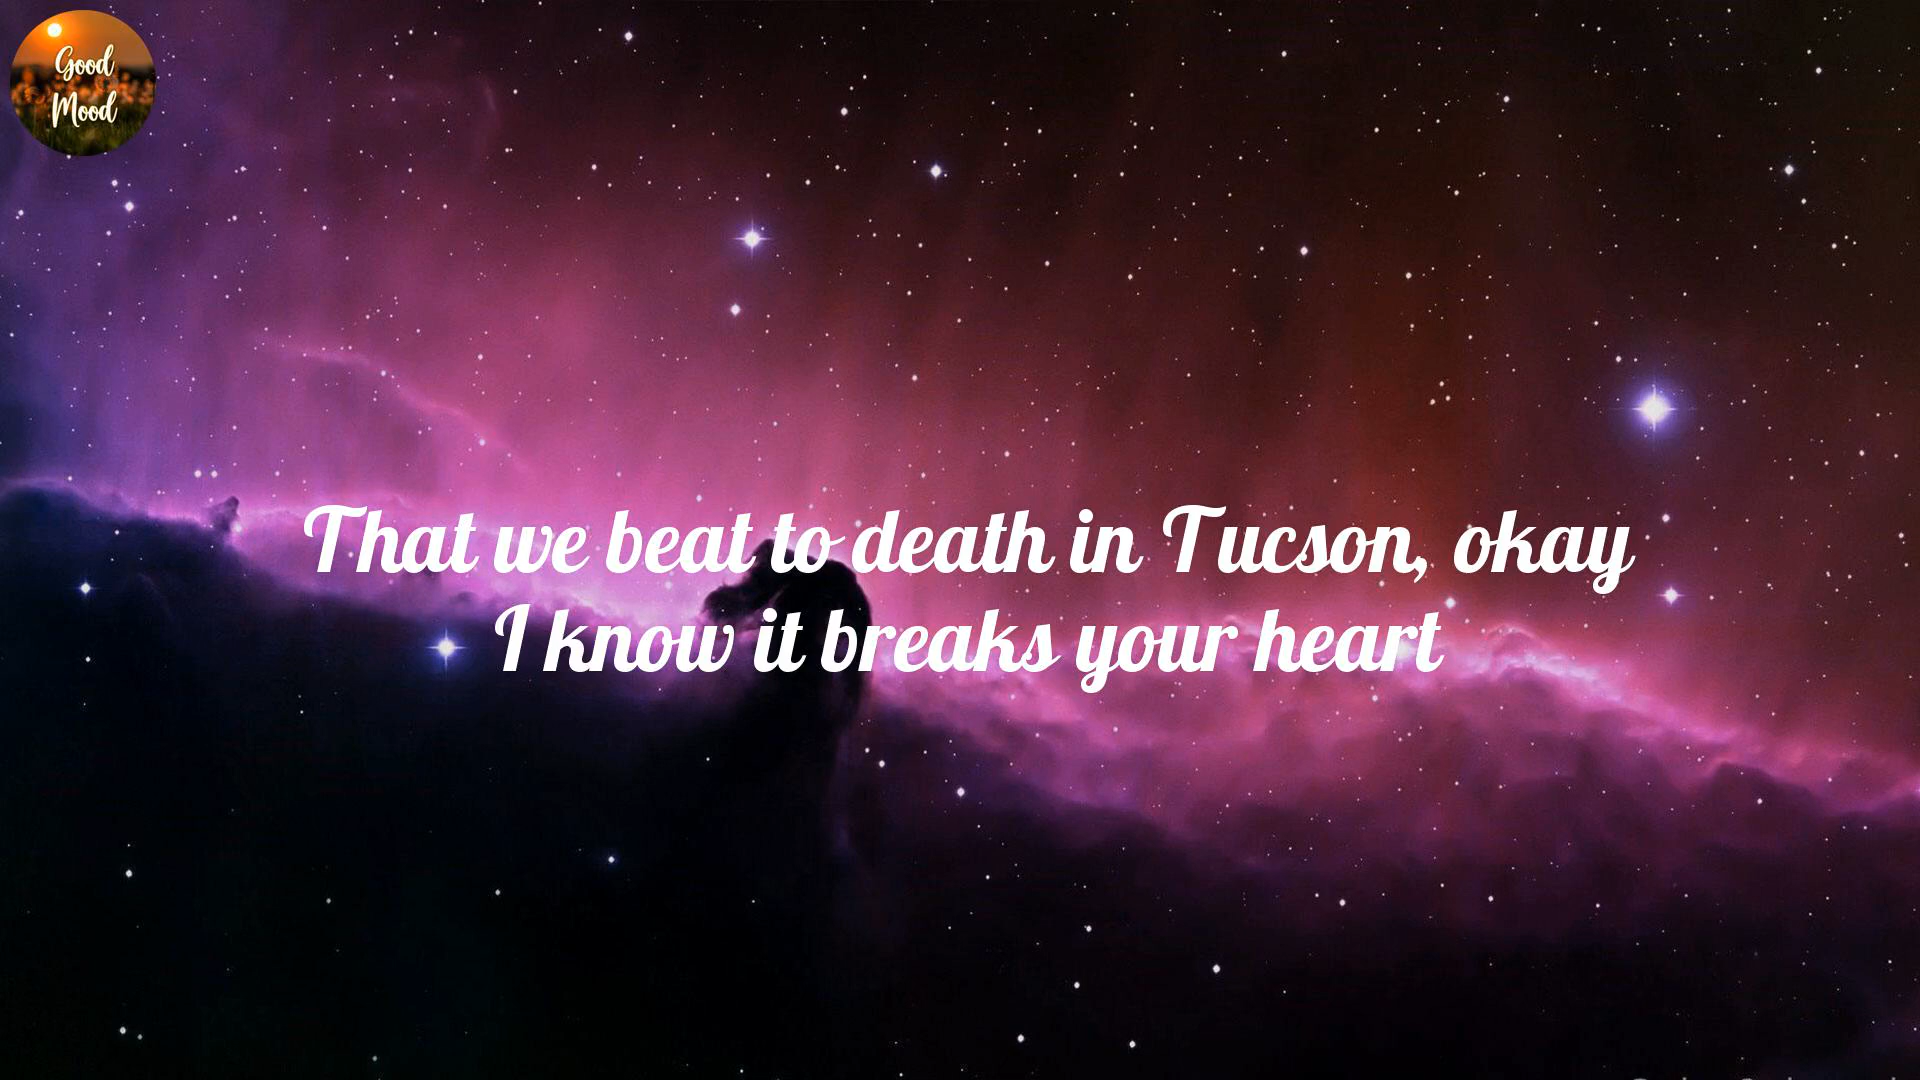 Good
Mood
That we beat to death in Tucson, okay
I know it breaks your heart